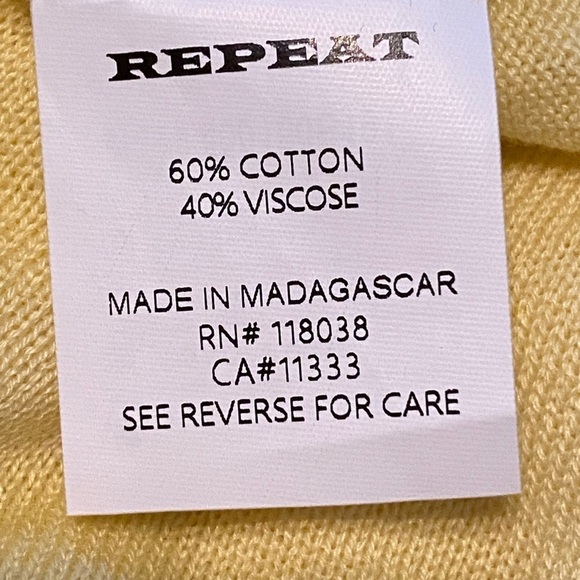 REPEAT
60% COTTON
40% VISCOSE
MADE IN MADAGASCAR
RN# 118038
CA#11333
SEE REVERSE FOR CARE